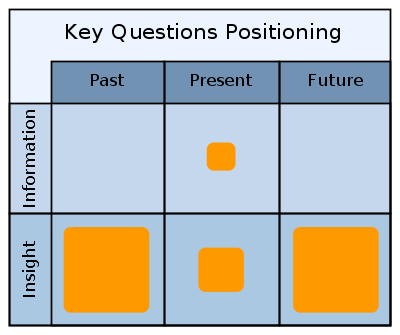 Key Questions Positioning
Past
Present
Future
Information
Insight